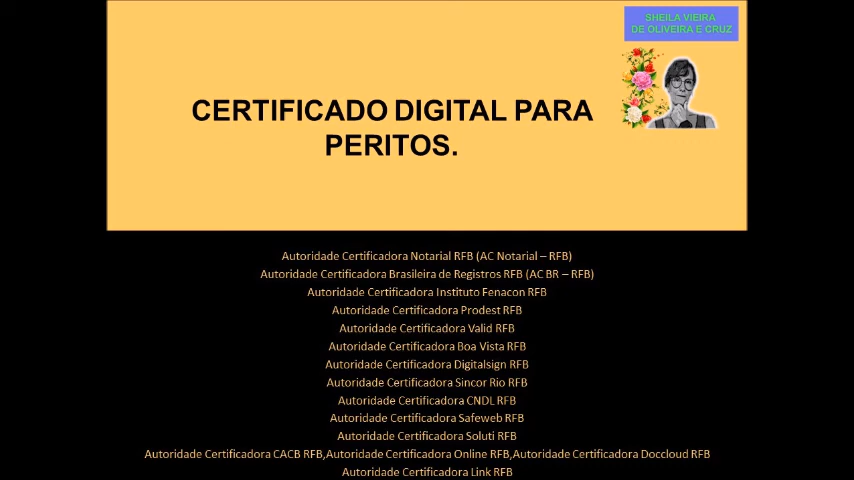 SHEILA VIEIRA
DE OLIVEIRA E CRUZ
CERTIFICADO DIGITAL PARA
PERITOS.
Autoridade Certificadora Notarial RFB (AC Notarial – RFB)
Autoridade Certificadora Brasileira de Registros RFB (AC BR – RFB)
Autoridade Certificadora Instituto Fenacon RFB
Autoridade Certificadora Prodest RFB
Autoridade Certificadora Valid RFB
Autoridade Certificadora Boa Vista RFB
Autoridade Certificadora Digitalsign RFB
Autoridade Certificadora Sincor Rio RFB
Autoridade Certificadora CNDL RFB
Autoridade Certificadora Safeweb RFB
Autoridade Certificadora Soluti RFB
Autoridade Certificadora CACB RFB,Autoridade Certificadora Online RFB,Autoridade Certificadora Doccloud RFB
Autoridade Certificadora Link RFB